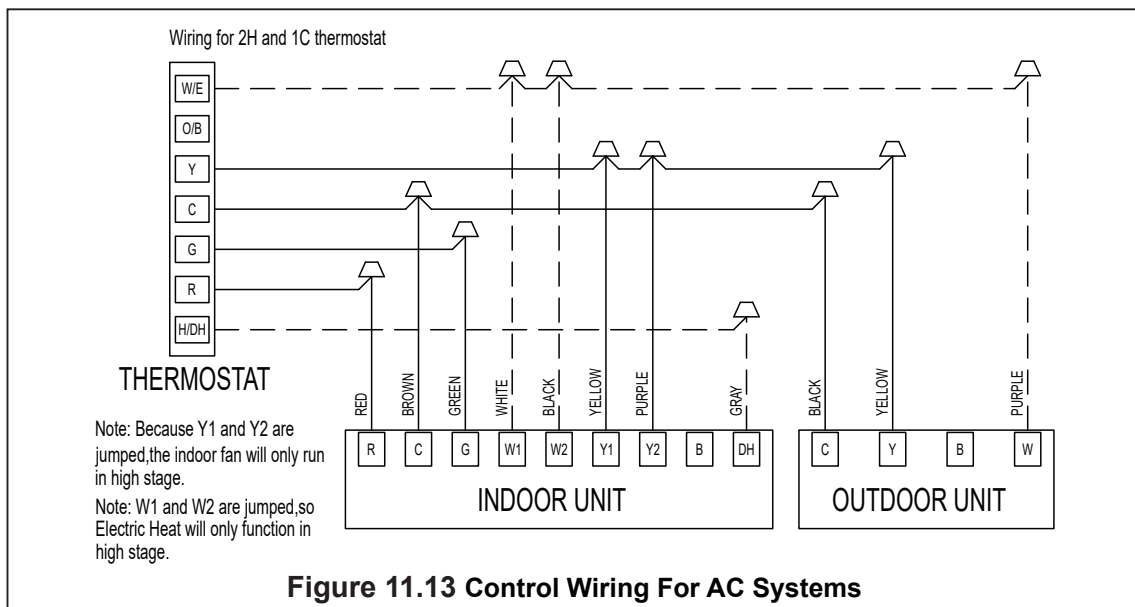 Wiring for 2H and 1C thermostat
W/E
O/B
Y
C
G
R
H/DH
THERMOSTAT
Note: Because Y1 and Y2 are
jumped,the indoor fan will only run
in high stage.
Note: W1 and W2 are jumped,so
Electric Heat will only function in
high stage.
RED BROWN GREEN WHITE BLACK YELLOW PURPLE GRAY
R C G W1 W2 Y1 Y2 B DH
INDOOR UNIT
BLACK YELLOW PURPLE
C Y B W
OUTDOOR UNIT
Figure 11.13 Control Wiring For AC Systems